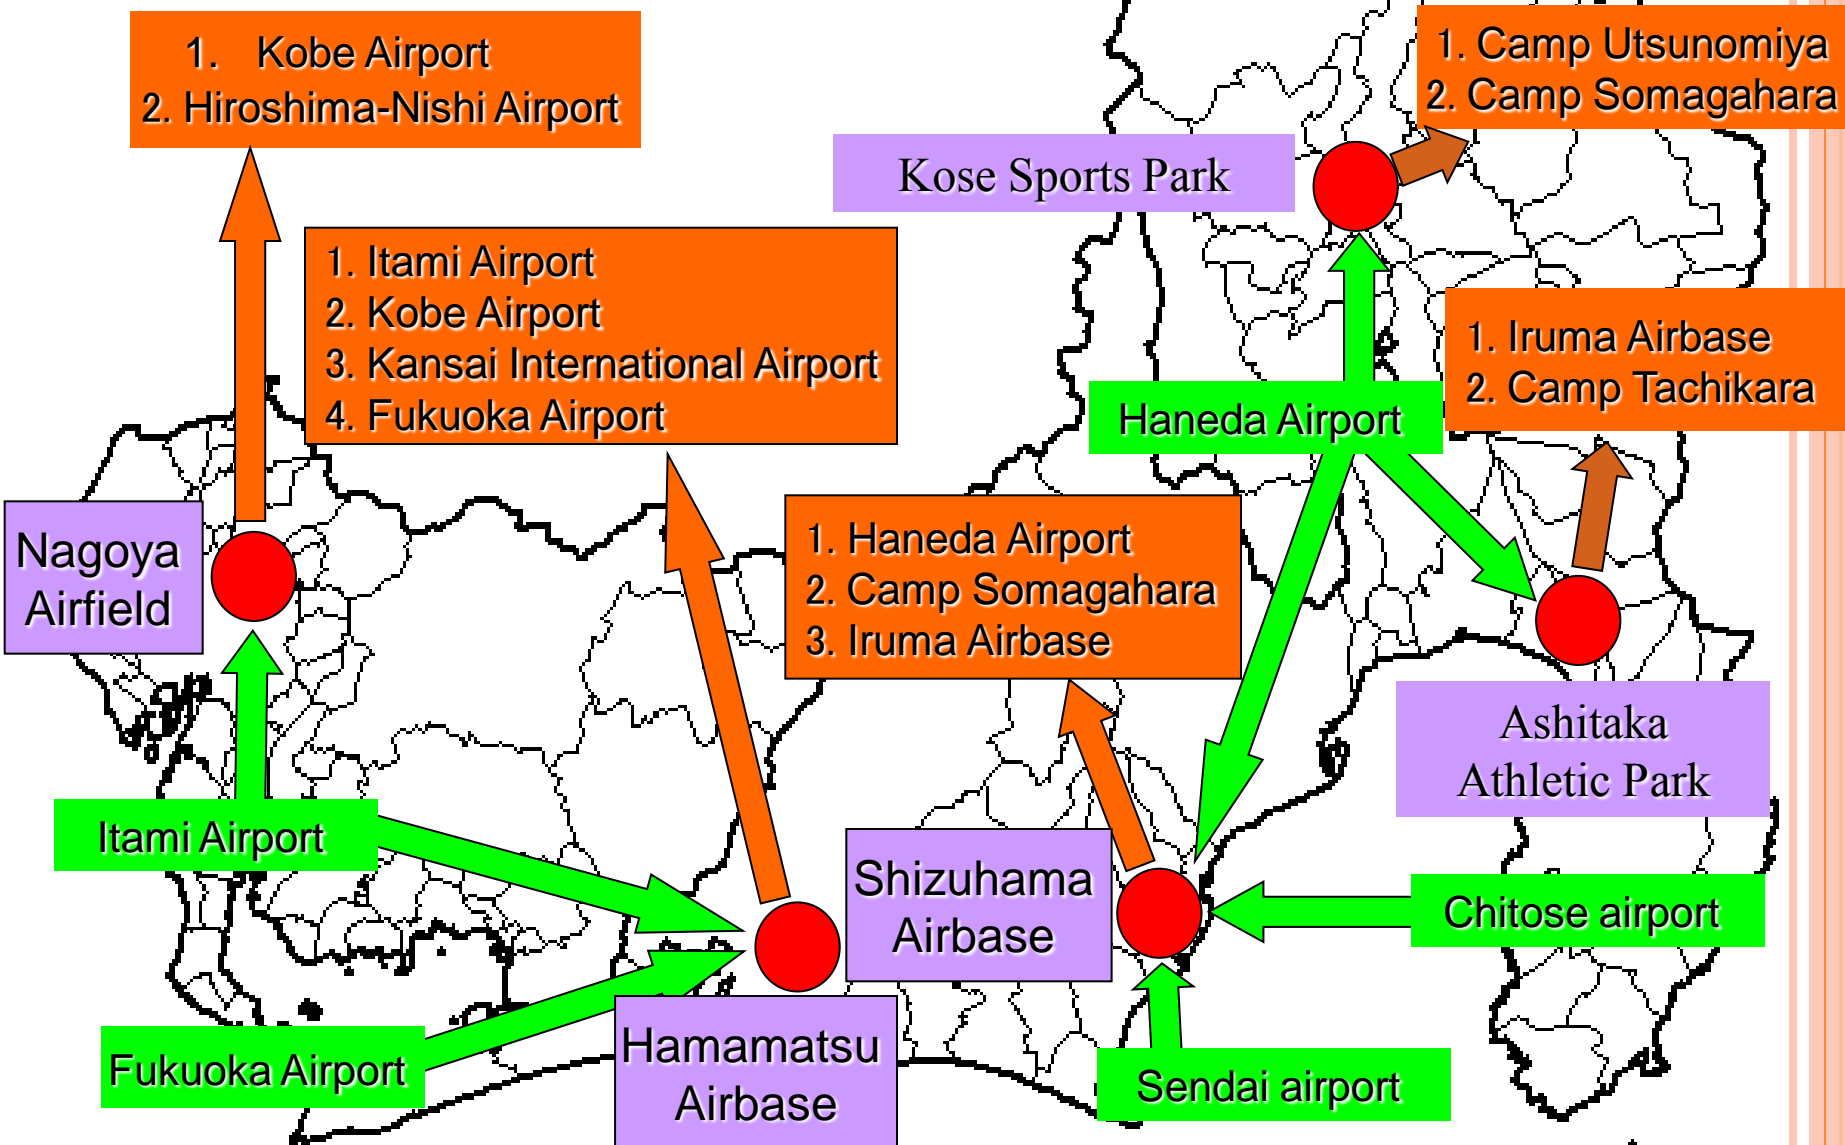 1. Kobe Airport
2. Hiroshima-Nishi Airport
1. Camp Utsunomiya
2. Camp Somagahara
Kose Sports Park
1. Itami Airport
2. Kobe Airport
3. Kansai International Airport
4. Fukuoka Airport
1. Iruma Airbase
2. Camp Tachikara
Haneda Airport
Nagoya
Airfield
1. Haneda Airport
2. Camp Somagahara
3. Iruma Airbase
Ashitaka
Athletic Park
Itami Airport
Shizuhama
Airbase
Chitose airport
Fukuoka Airport
Hamamatsu
Airbase
Sendai airport